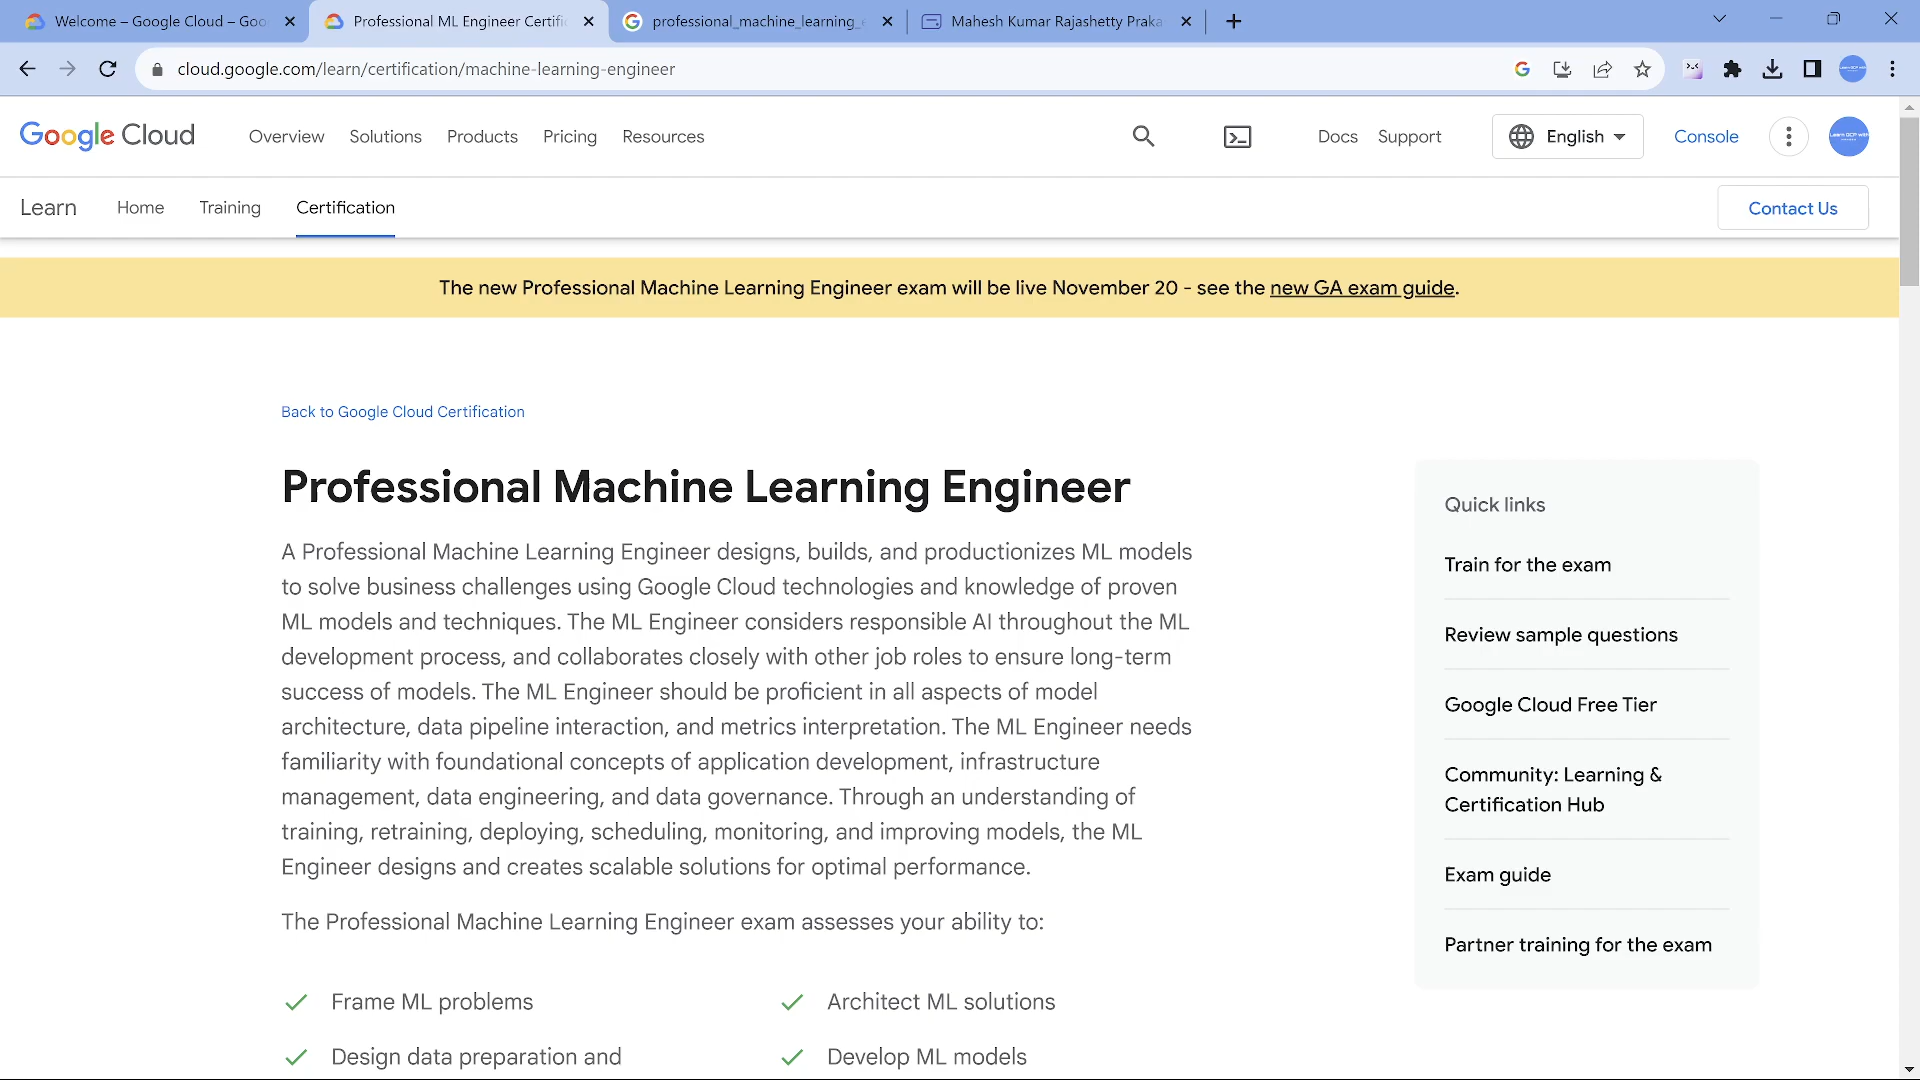 Welcome – Google Cloud – Goo
Professional ML Engineer Certific
professional_machine_learning_e
Mahesh Kumar Rajashetty Praka
cloud.google.com/learn/certification/machine-learning-engineer
Google Cloud
Overview
Solutions
Products
Pricing
Resources
Docs
Support
English
Console
Learn
Home
Training
Certification
Contact Us
The new Professional Machine Learning Engineer exam will be live November 20 - see the new GA exam guide.
Back to Google Cloud Certification
Professional Machine Learning Engineer
A Professional Machine Learning Engineer designs, builds, and productionizes ML models
to solve business challenges using Google Cloud technologies and knowledge of proven
ML models and techniques. The ML Engineer considers responsible AI throughout the ML
development process, and collaborates closely with other job roles to ensure long-term
success of models. The ML Engineer should be proficient in all aspects of model
architecture, data pipeline interaction, and metrics interpretation. The ML Engineer needs
familiarity with foundational concepts of application development, infrastructure
management, data engineering, and data governance. Through an understanding of
training, retraining, deploying, scheduling, monitoring, and improving models, the ML
Engineer designs and creates scalable solutions for optimal performance.
The Professional Machine Learning Engineer exam assesses your ability to:
Frame ML problems
Architect ML solutions
Design data preparation and
Develop ML models
Quick links
Train for the exam
Review sample questions
Google Cloud Free Tier
Community: Learning &
Certification Hub
Exam guide
Partner training for the exam